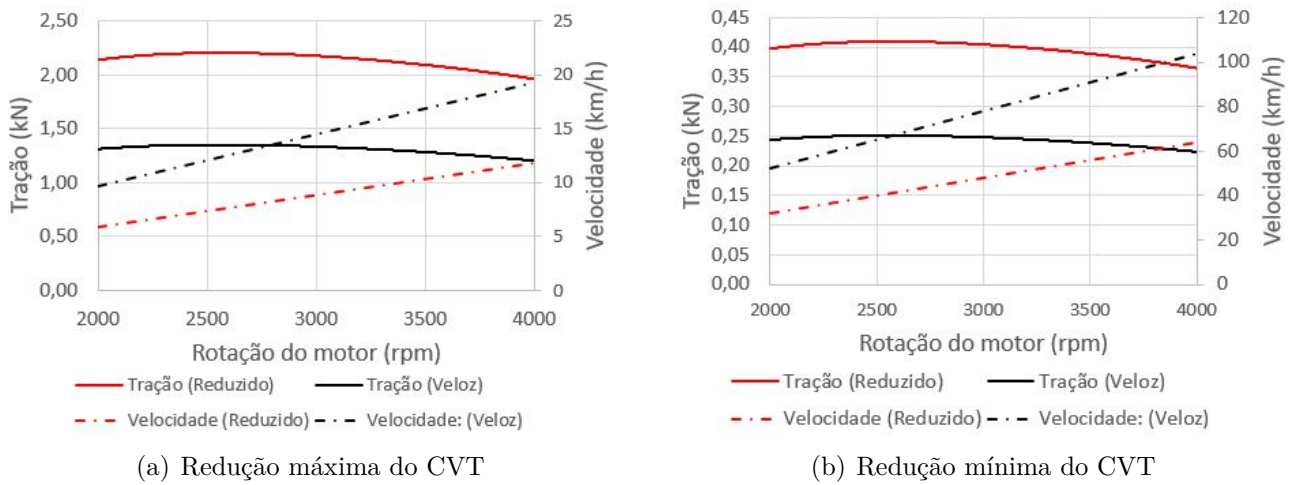 2,50
2,00
1,50
1,00
0,50
0,00
Tração (kN)
25
20
15
10
5
0
Velocidade (km/h)
2000 2500 3000 3500 4000
Rotação do motor (rpm)
Tração (Reduzido) Tração (Veloz)
Velocidade (Reduzido) Velocidade: (Veloz)
(a) Redução máxima do CVT
0,45
0,40
0,35
0,30
0,25
0,20
0,15
0,10
0,05
0,00
Tração (kN)
120
100
80
60
40
20
0
Velocidade (km/h)
2000 2500 3000 3500 4000
Rotação do motor (rpm)
Tração (Reduzido) Tração (Veloz)
Velocidade (Reduzido) Velocidade: (Veloz)
(b) Redução mínima do CVT